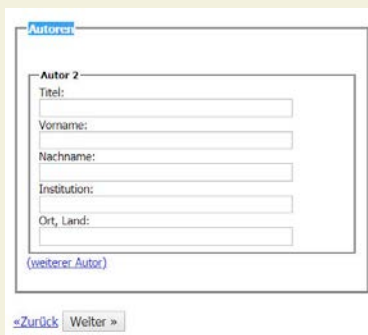 Autoren
Autor 2
Titel:
Vorname:
Nachname:
Institution:
Ort, Land:
(weiterer Autor)
«Zurück Weiter »